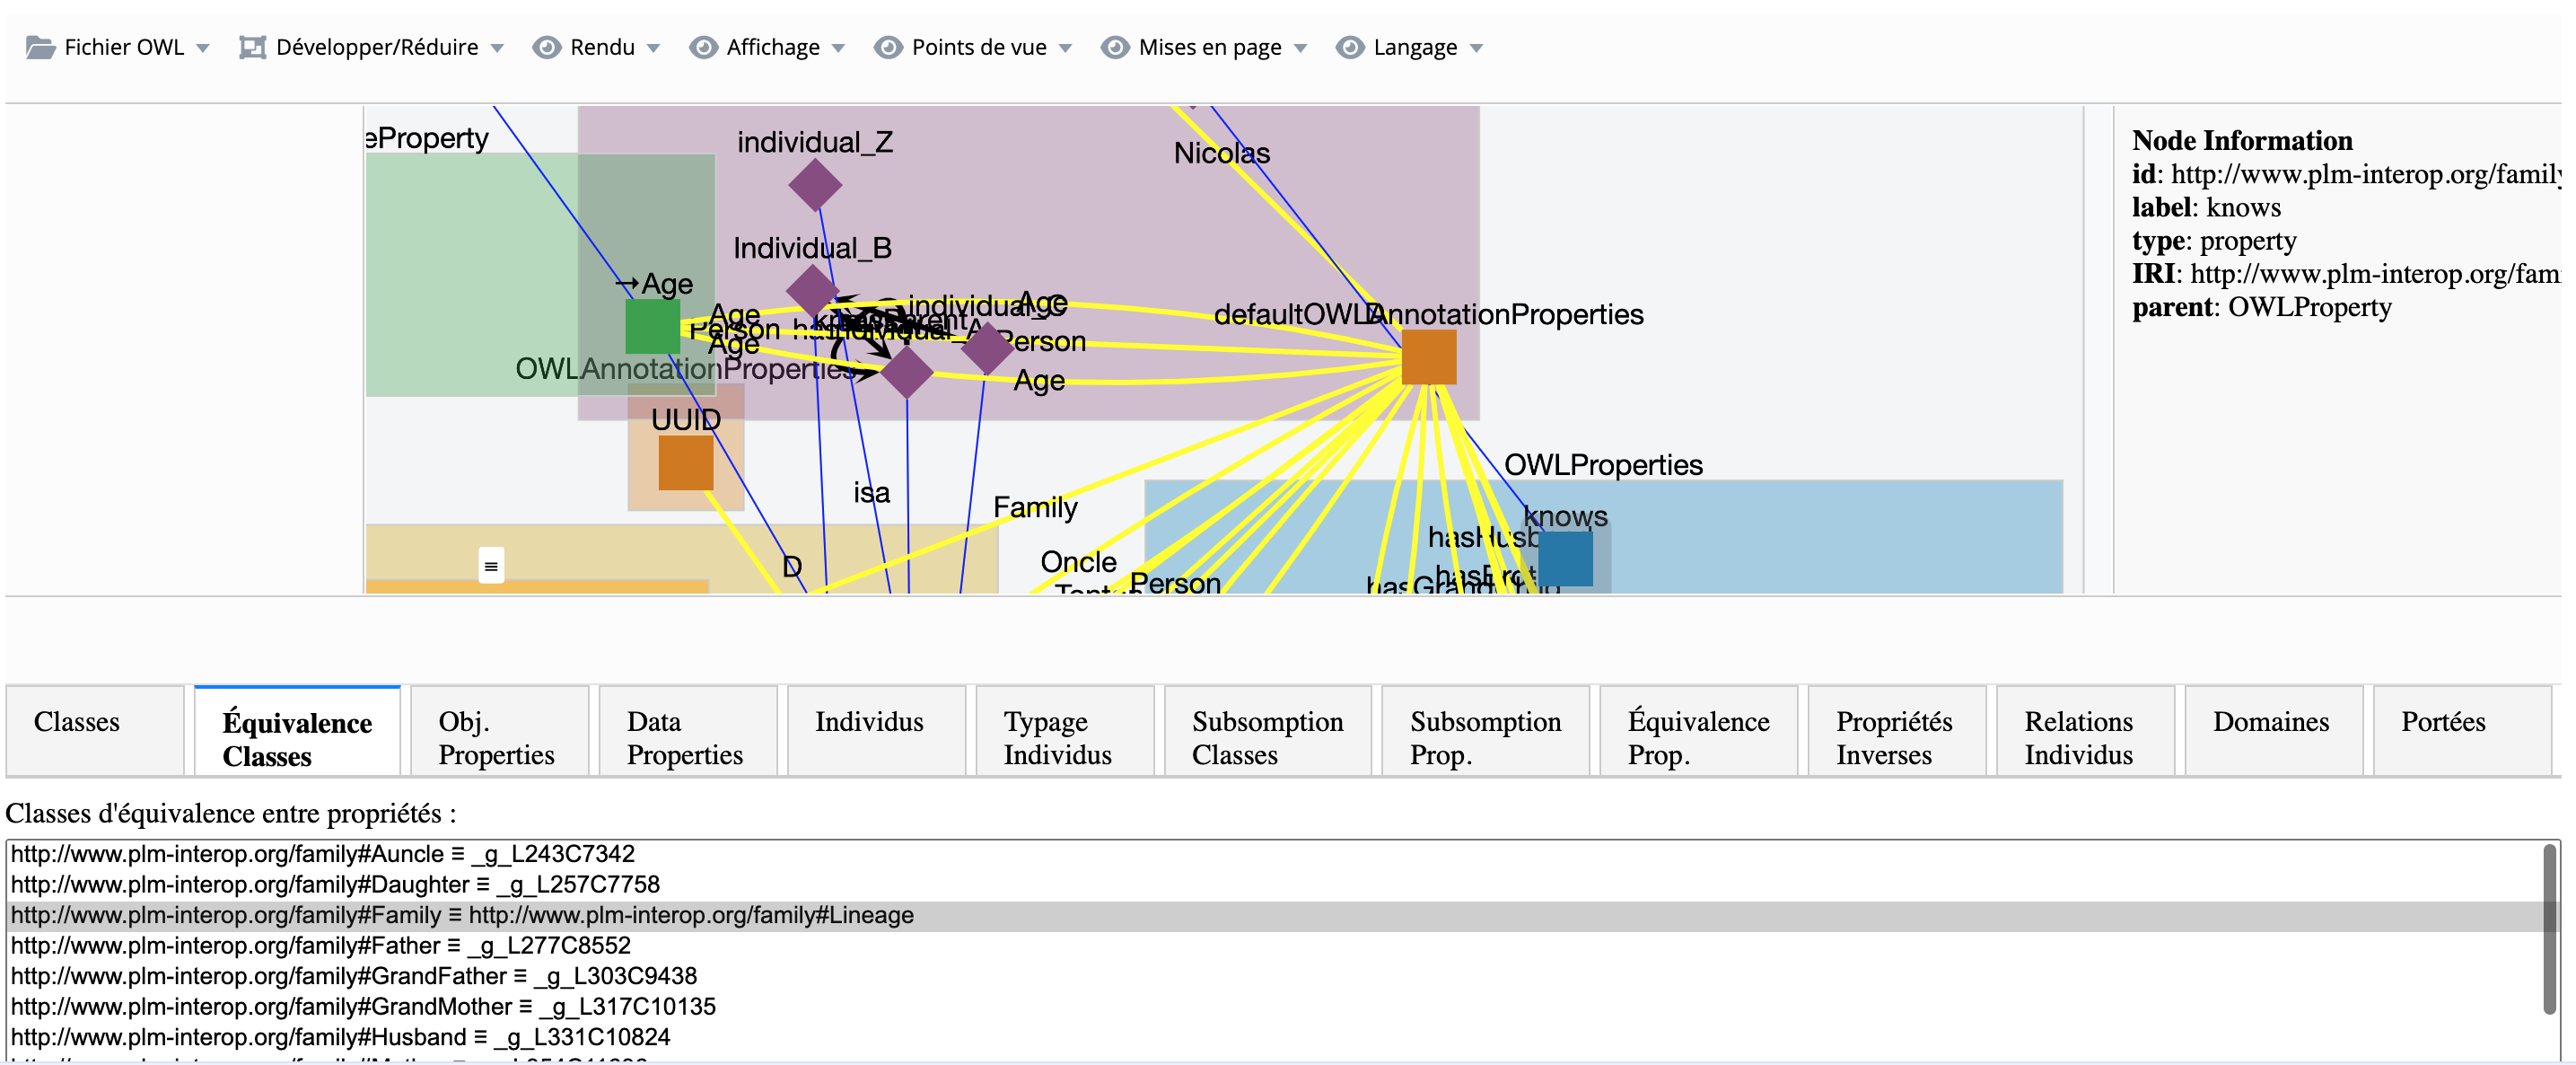 Fichier OWL
Développer/Réduire
Rendu
Affichage
Points de vue
Mises en page
Langage
eProperty
individual_Z
Nicolas
Individual_B
→Age
individual_C
Age
Age
Person
Age
Person
Age
defaultOWLAnnotationProperties
OWLAnnotationProperties
UUID
isa
Family
OWLProperties
knows
hasHusb
D
Oncle
Person
Node Information
id: http://www.plm-interop.org/family
label: knows
type: property
IRI: http://www.plm-interop.org/fam
parent: OWLProperty
Classes
Équivalence
Classes
Obj.
Properties
Data
Properties
Individus
Typage
Individus
Subsomption
Classes
Subsomption
Prop.
Équivalence
Prop.
Propriétés
Inverses
Relations
Individus
Domaines
Portées
Classes d'équivalence entre propriétés :
http://www.plm-interop.org/family#Auncle ≡ _g_L243C7342
http://www.plm-interop.org/family#Daughter ≡ _g_L257C7758
http://www.plm-interop.org/family#Family ≡ http://www.plm-interop.org/family#Lineage
http://www.plm-interop.org/family#Father ≡ _g_L277C8552
http://www.plm-interop.org/family#GrandFather ≡ _g_L303C9438
http://www.plm-interop.org/family#GrandMother ≡ _g_L317C10135
http://www.plm-interop.org/family#Husband ≡ _g_L331C10824